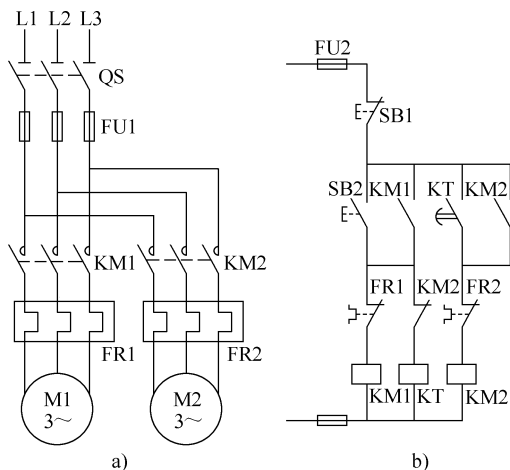 L1 L2 L3
QS
FU1
KM1
KM2
FR1
FR2
M1
3～
M2
3～
a)
FU2
SB1
SB2 KM1 KT KM2
FR1 KM2 FR2
KM1 KT KM2
b)